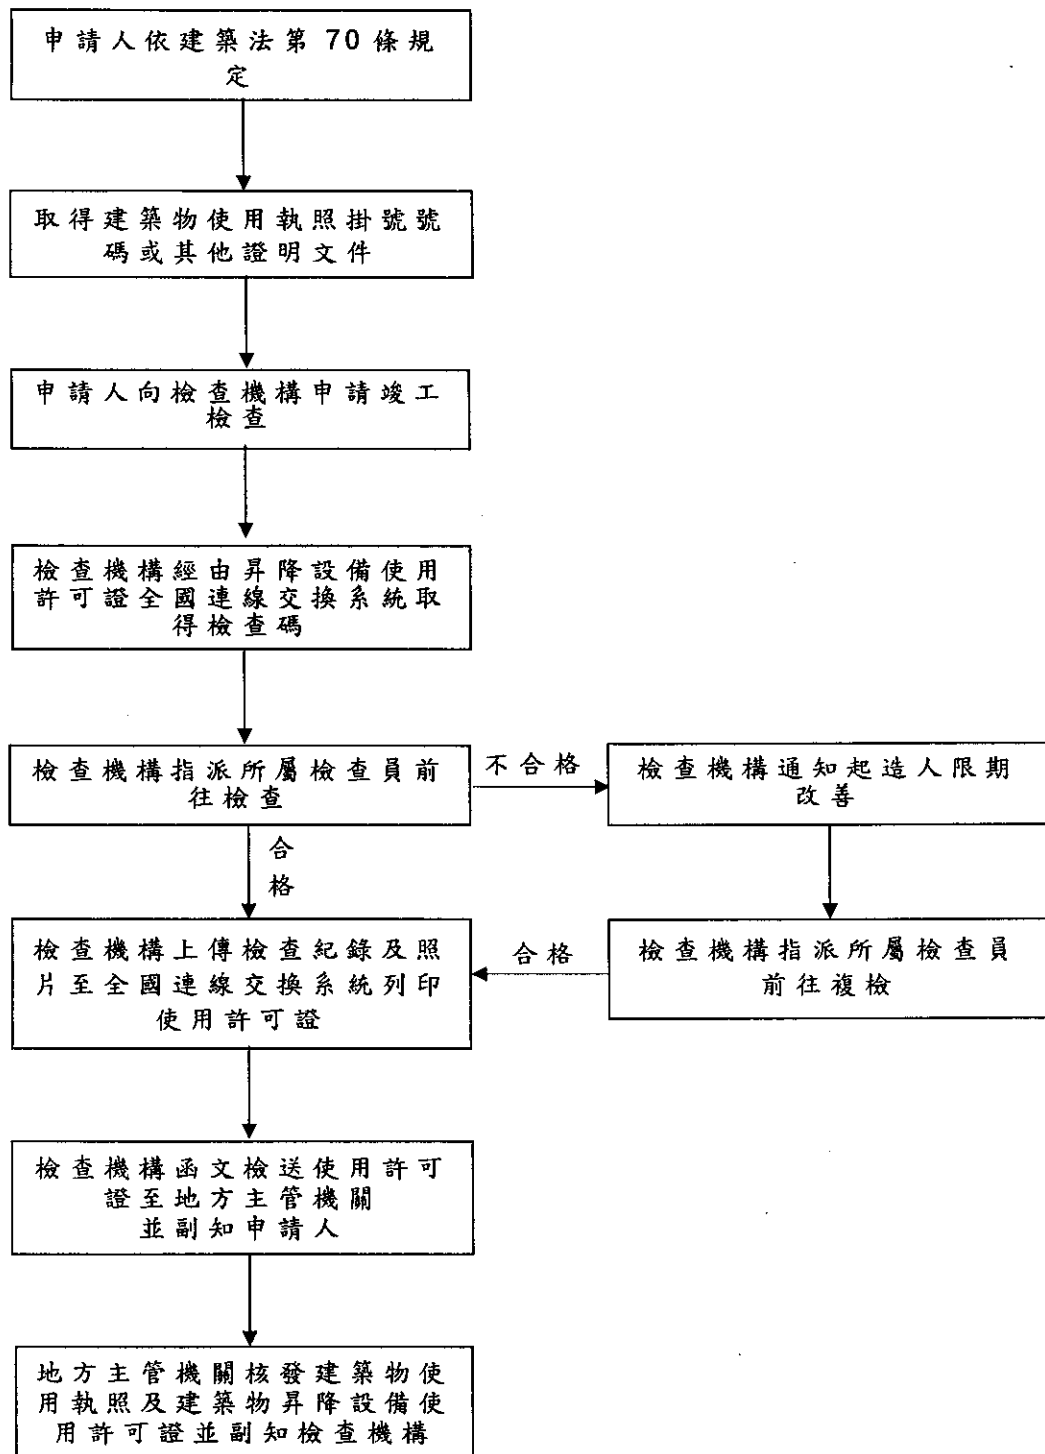 申請人依建築法第 70 條規
定
取得建築物使用執照掛號號
碼或其他證明文件
申請人向檢查機構申請竣工
檢查
檢查機構經由昇降設備使用
許可證全國連線交換系統取
得檢查碼
檢查機構指派所屬檢查員前
往檢查
不合格
檢查機構通知起造人限期
改善
合
格
檢查機構指派所屬檢查員
前往複檢
合格
檢查機構上傳檢查紀錄及照
片至全國連線交換系統列印
使用許可證
檢查機構函文檢送使用許可
證至地方主管機關
並副知申請人
地方主管機關核發建築物使
用執照及建築物昇降設備使
用許可證並副知檢查機構